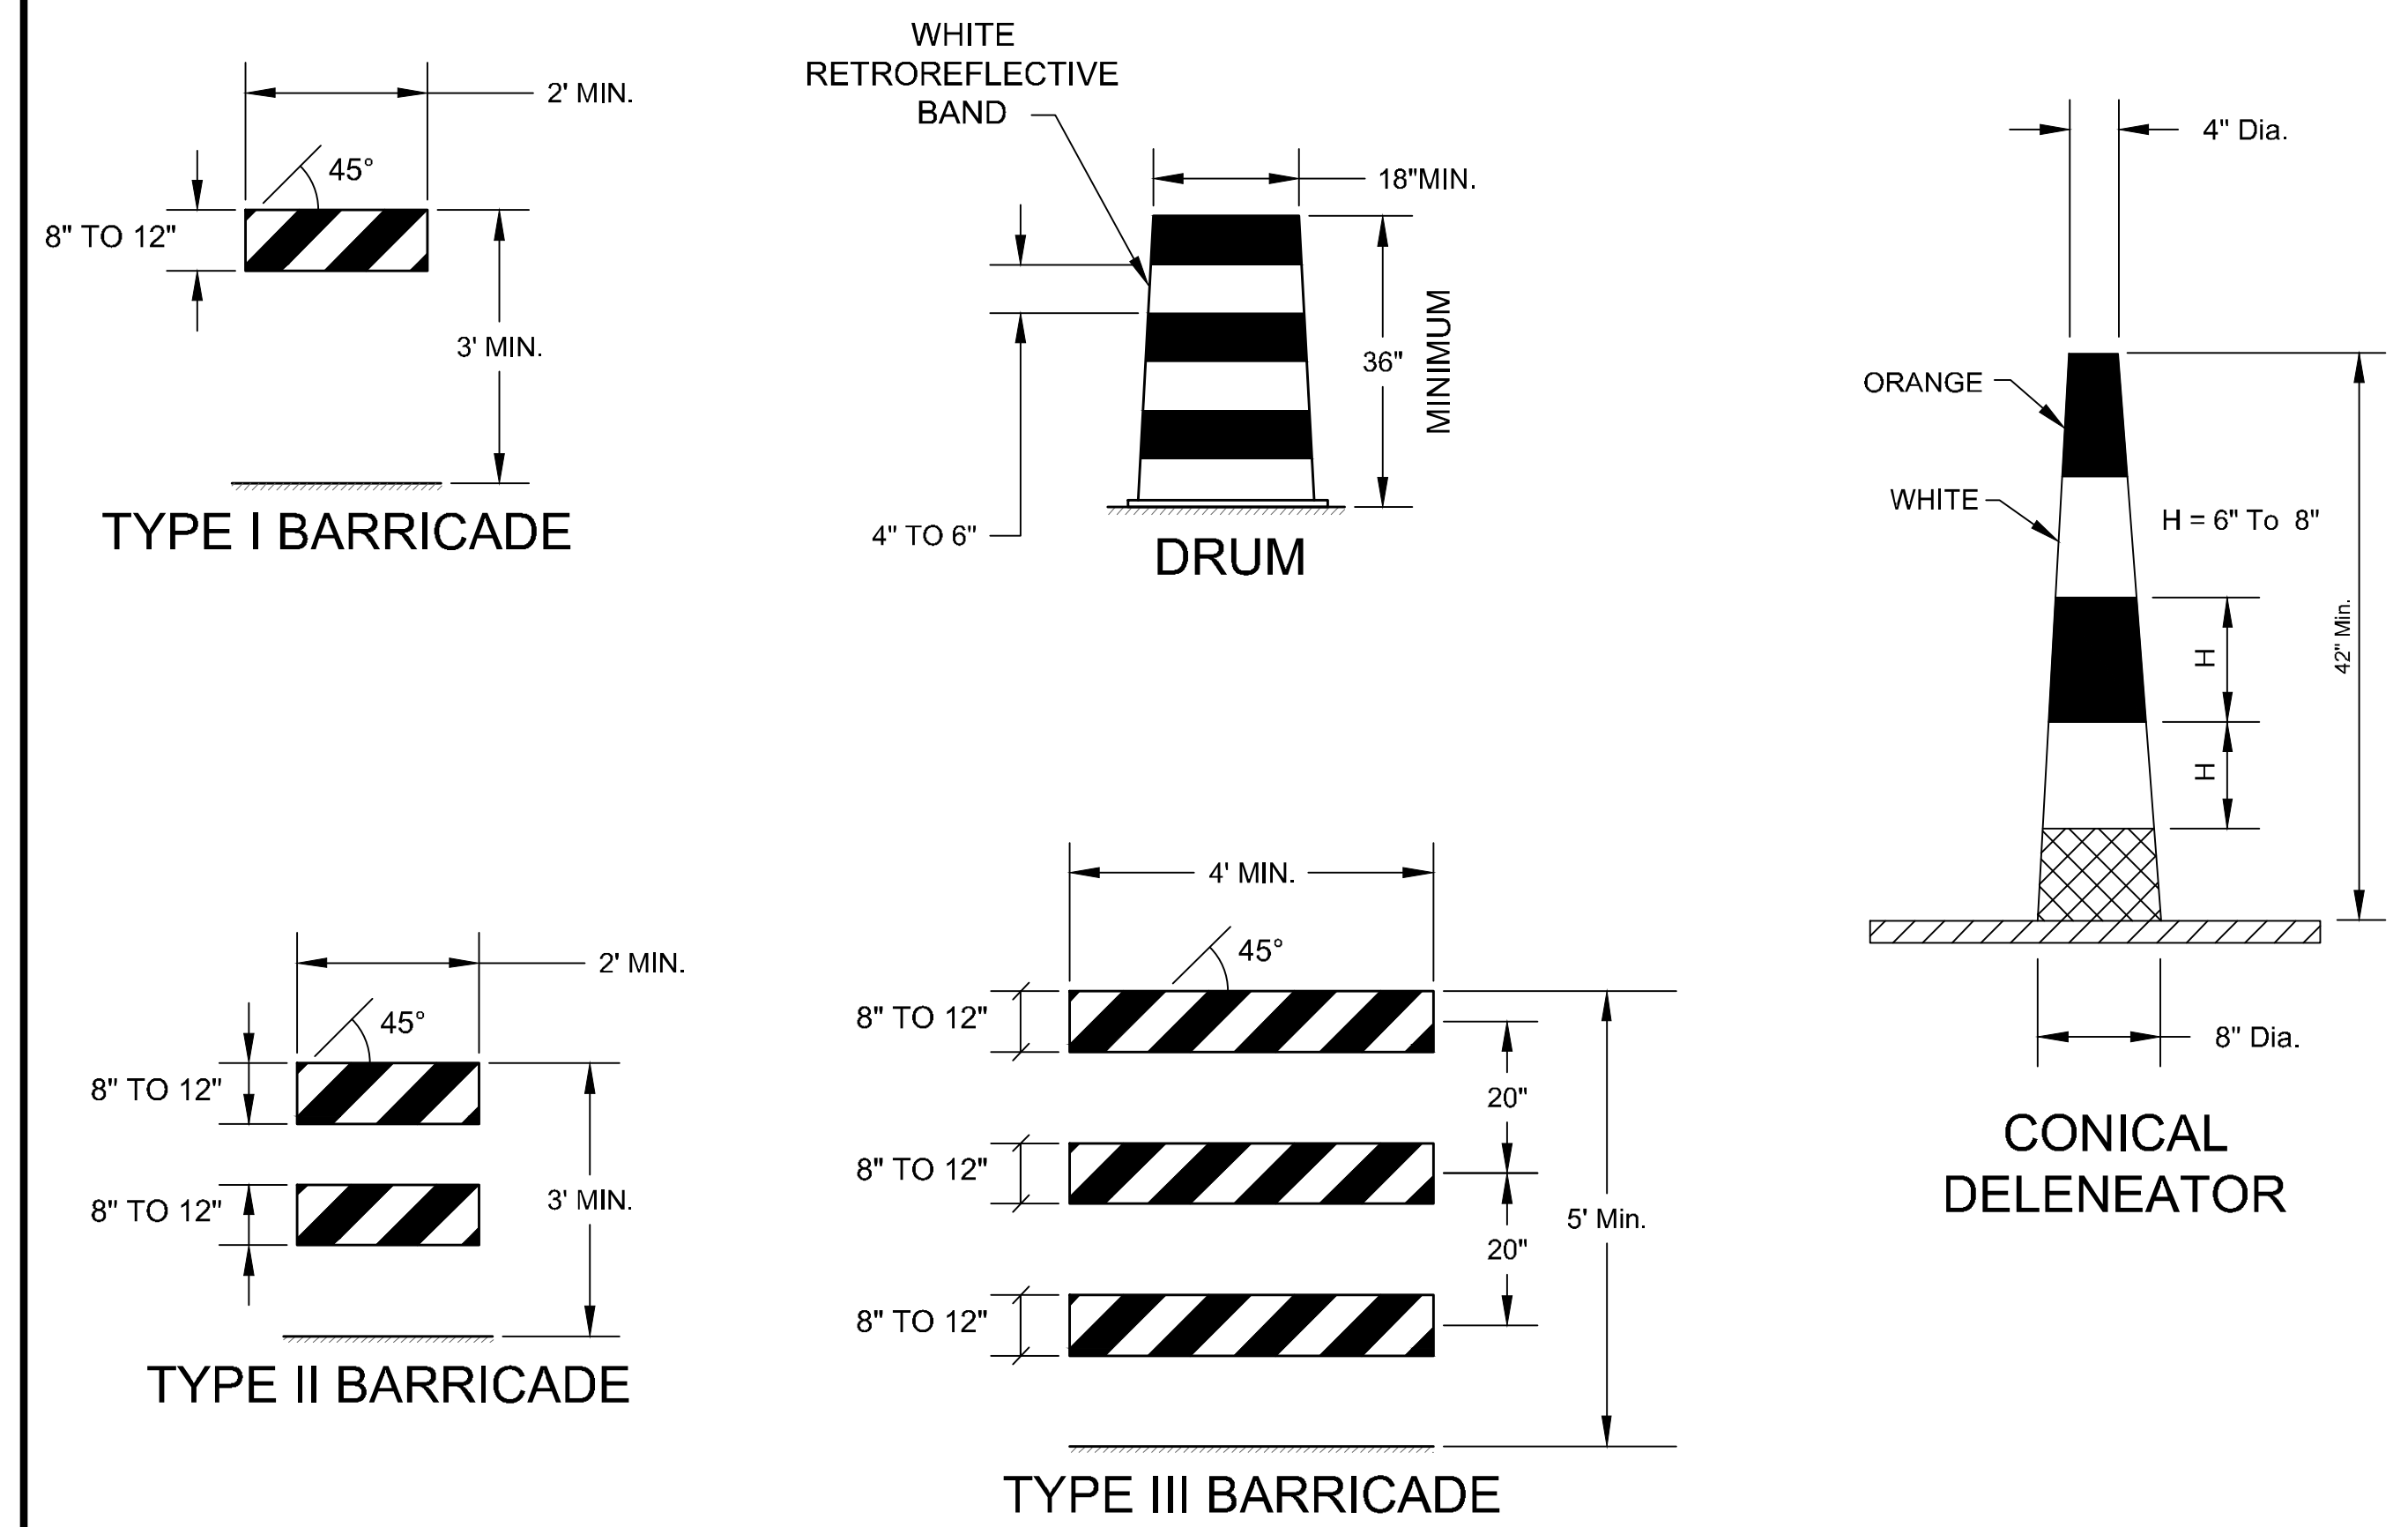 2' MIN.
45°
8" TO 12"
3' MIN.
TYPE I BARRICADE
WHITE
RETROREFLECTIVE
BAND
18"MIN.
36"
MINIMUM
4" TO 6"
DRUM
4" Dia.
ORANGE
WHITE
H = 6" To 8"
H
H
42" Min.
8" Dia.
CONICAL
DELENEATOR
2' MIN.
45°
8" TO 12"
8" TO 12"
3' MIN.
TYPE II BARRICADE
4' MIN.
45°
8" TO 12"
20"
8" TO 12"
5' Min.
20"
8" TO 12"
TYPE III BARRICADE